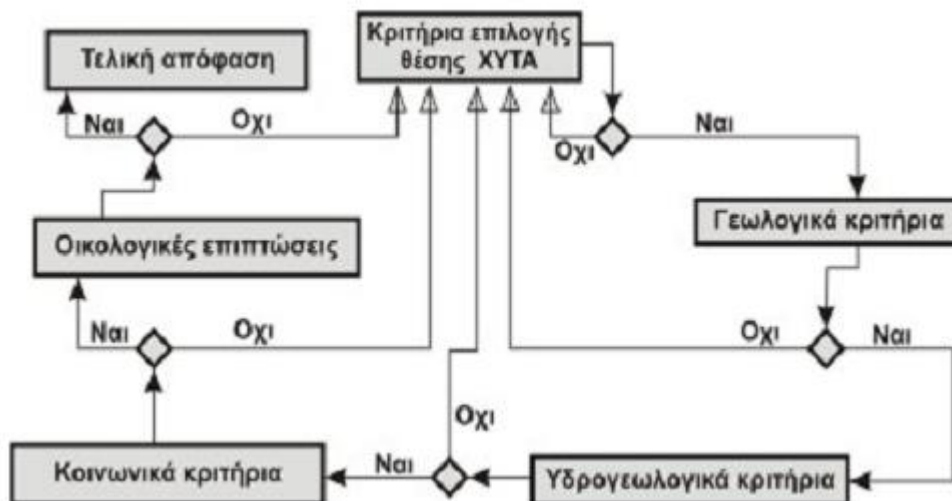 Κριτήρια επιλογής
θέσης ΧΥΤΑ
Τελική απόφαση
Ναι
Οχι
Οχι
Ναι
Γεωλογικά κριτήρια
Οικολογικές επιπτώσεις
Ναι
Οχι
Οχι
Ναι
Οχι
Κοινωνικά κριτήρια
Ναι
Υδρογεωλογικά κριτήρια